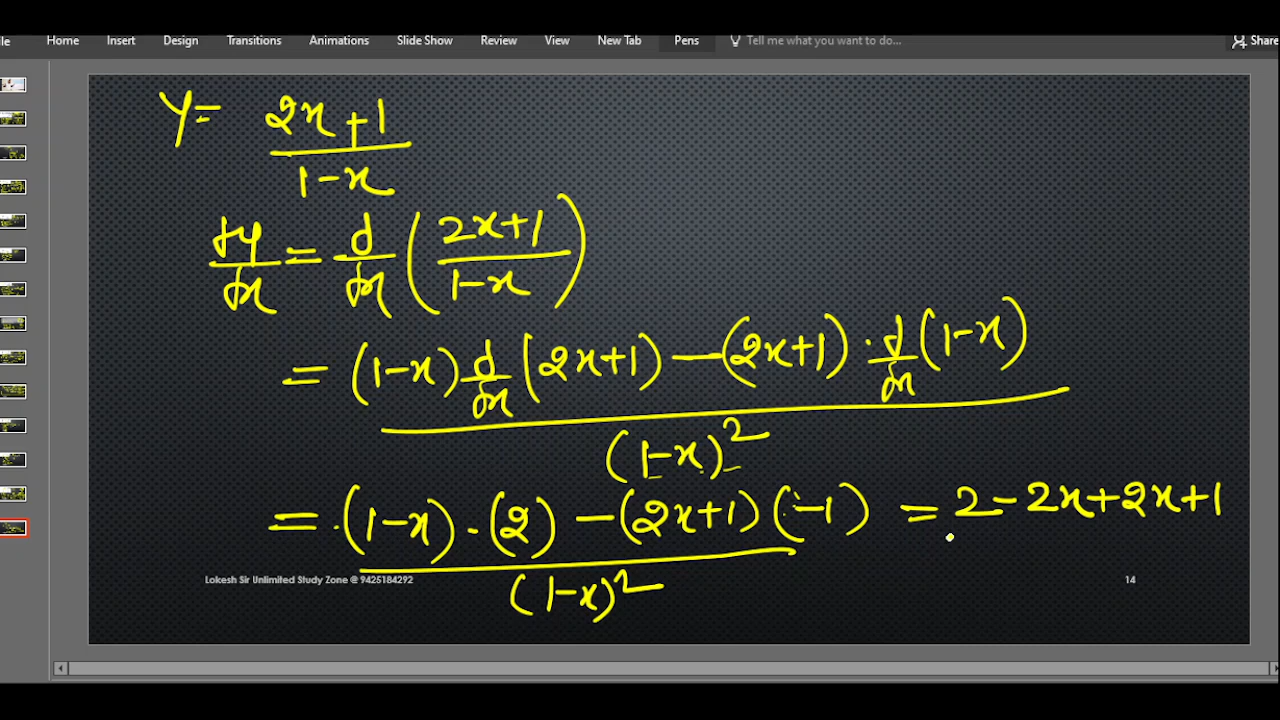 ile Home Insert Design Transitions Animations Slide Show Review View New Tab Pens Tell me what you want to do... Share
Y= 2x+1
1-x
dy/dx = d/dx (2x+1 / 1-x)
= (1-x) d/dx (2x+1) - (2x+1) · d/dx (1-x)
(1-x)²
= (1-x) · (2) - (2x+1) (-1) = 2-2x+2x+1
(1-x)²
Lokesh Sir Unlimited Study Zone @ 9425184292
14